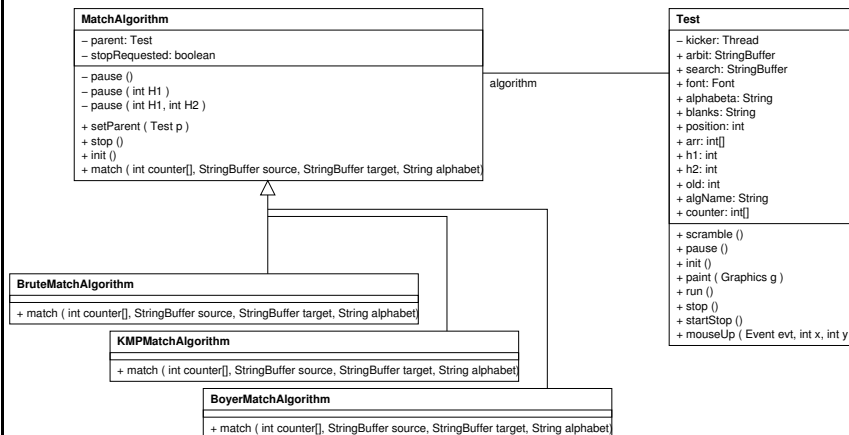 MatchAlgorithm
– parent: Test
– stopRequested: boolean
– pause ()
– pause ( int H1 )
– pause ( int H1, int H2 )
+ setParent ( Test p )
+ stop ()
+ init ()
+ match ( int counter[], StringBuffer source, StringBuffer target, String alphabet)
algorithm
Test
– kicker: Thread
+ arbit: StringBuffer
+ search: StringBuffer
+ font: Font
+ alphabeta: String
+ blanks: String
+ position: int
+ arr: int[]
+ h1: int
+ h2: int
+ old: int
+ algName: String
+ counter: int[]
+ scramble ()
+ pause ()
+ init ()
+ paint ( Graphics g )
+ run ()
+ stop ()
+ startStop ()
+ mouseUp ( Event evt, int x, int y
BruteMatchAlgorithm
+ match ( int counter[], StringBuffer source, StringBuffer target, String alphabet)
KMPMatchAlgorithm
+ match ( int counter[], StringBuffer source, StringBuffer target, String alphabet)
BoyerMatchAlgorithm
+ match ( int counter[], StringBuffer source, StringBuffer target, String alphabet)